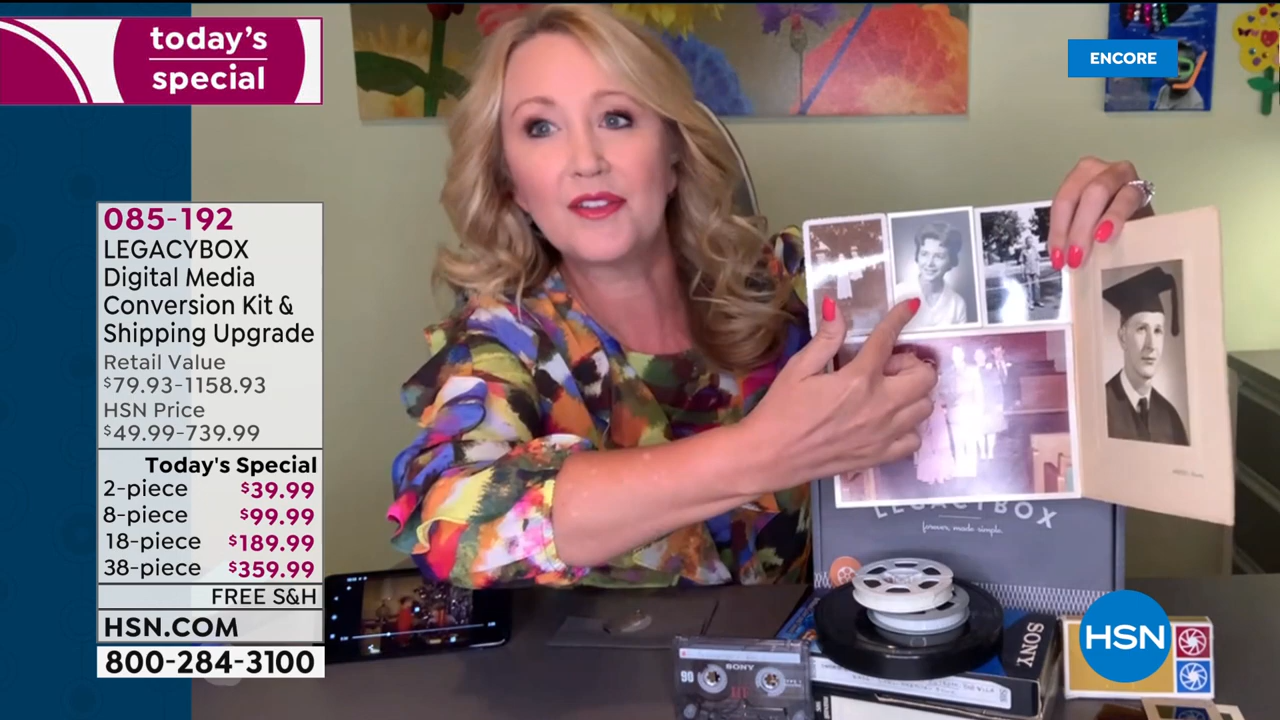 today's
special
ENCORE
085-192
LEGACYBOX
Digital Media
Conversion Kit &
Shipping Upgrade
Retail Value
$79.93-1158.93
HSN Price
$49.99-739.99
Today's Special
2-piece $39.99
8-piece $99.99
18-piece $189.99
38-piece $359.99
FREE S&H
HSN.COM
800-284-3100
LEGACYBOX
forever made simple.
SONY
90
SONY
HSN